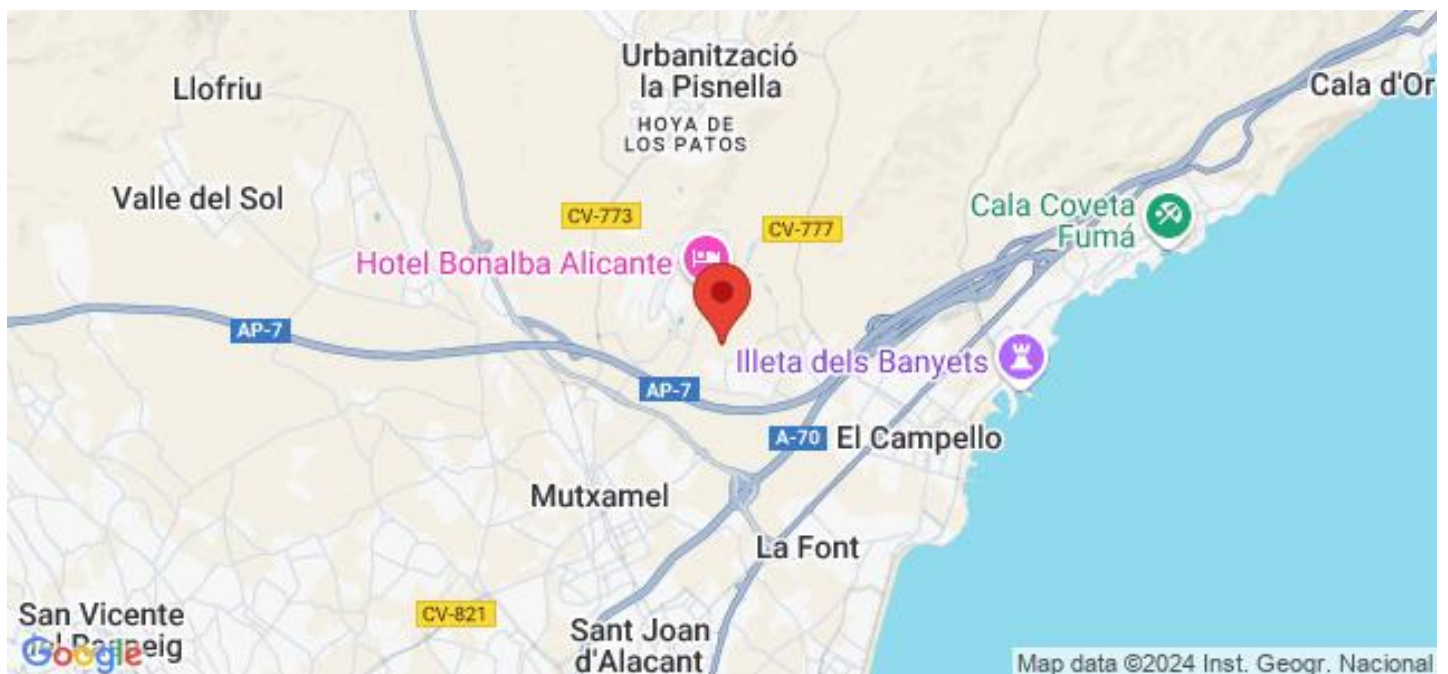 Urbanització
la Pisnella
HOYA DE
LOS PATOS
Llofriu
Cala d'Or
Valle del Sol
CV-773
CV-777
Cala Coveta
Fumá
Hotel Bonalba Alicante
AP-7
AP-7
Illeta dels Banyets
A-70
El Campello
Mutxamel
La Font
CV-821
San Vicente
Sant Joan
d'Alacant
Google
Map data ©2024 Inst. Geogr. Nacional